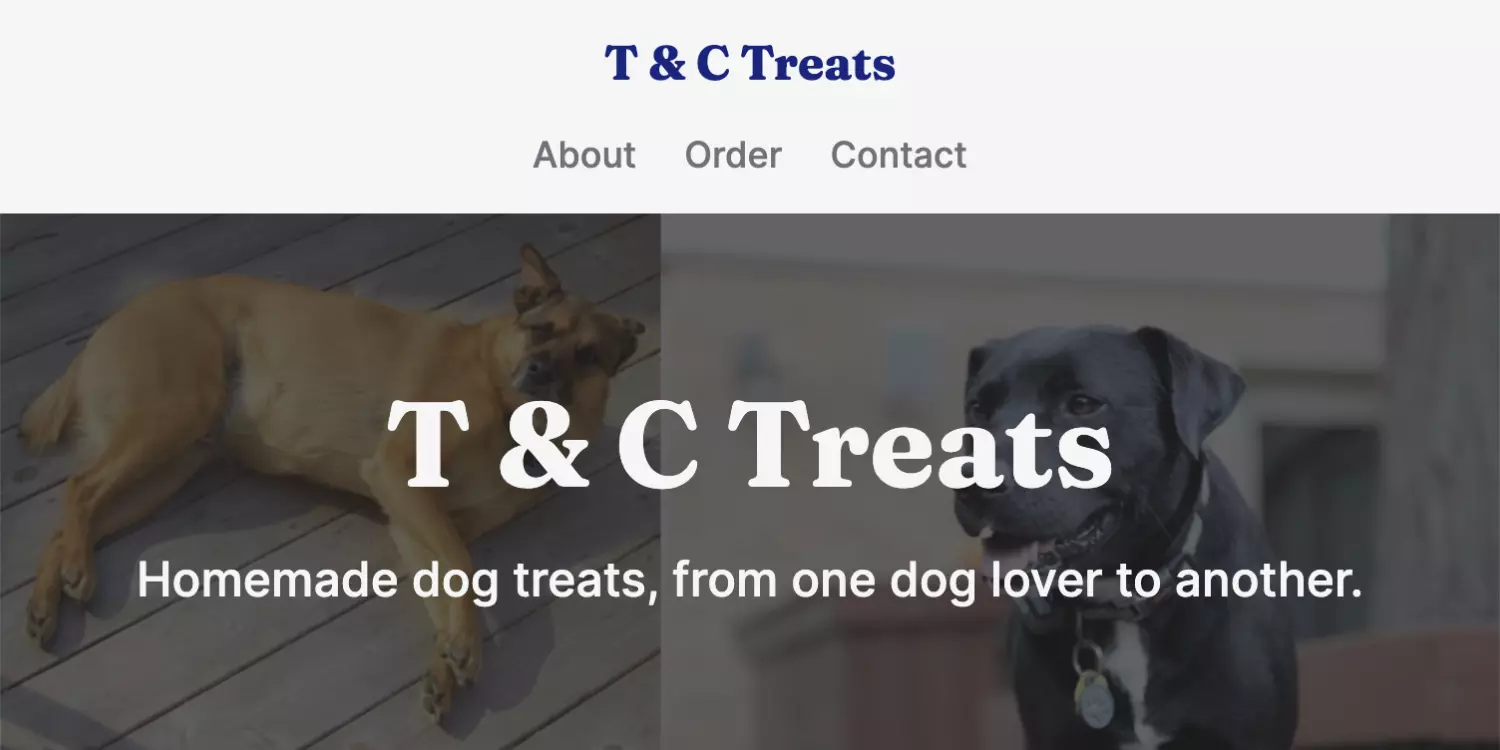 T & C Treats
About Order Contact
T & C Treats
Homemade dog treats, from one dog lover to another.